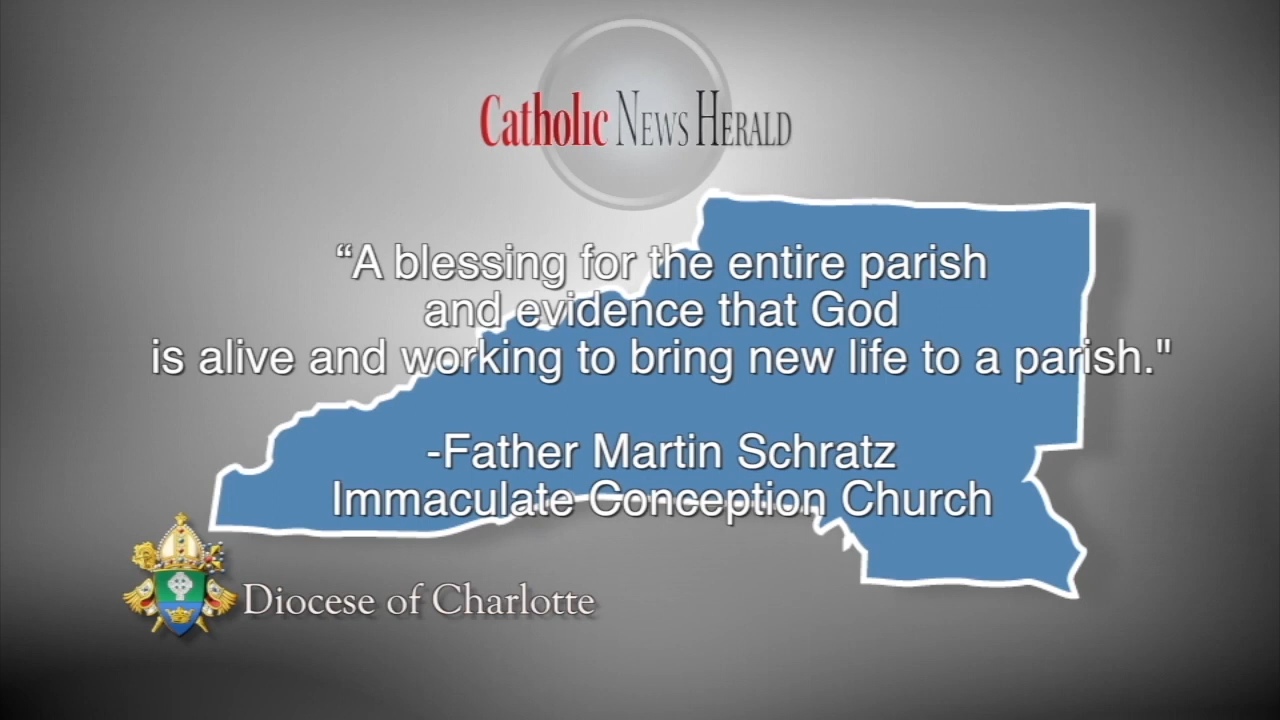 Catholic News Herald
“A blessing for the entire parish
and evidence that God
is alive and working to bring new life to a parish."
-Father Martin Schratz
Immaculate Conception Church
Diocese of Charlotte